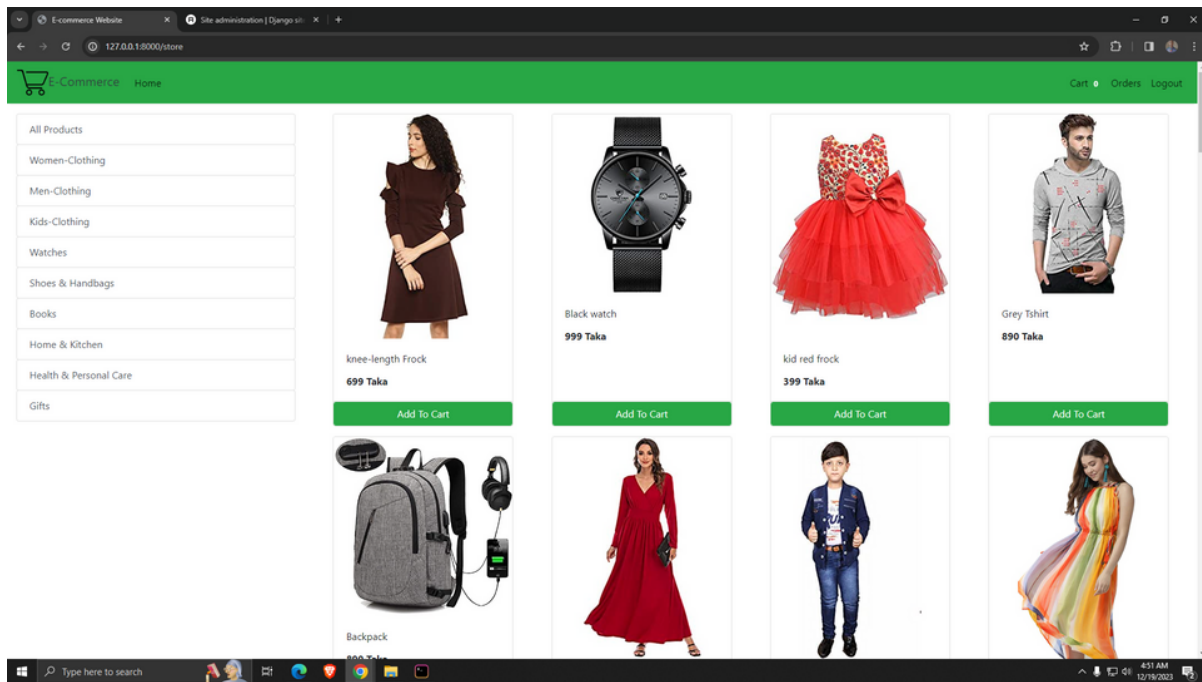 E-commerce Website
Site administration | Django sit
127.0.0.1:8000/store
E-Commerce Home
Cart 0 Orders Logout
All Products
Women-Clothing
Men-Clothing
Kids-Clothing
Watches
Shoes & Handbags
Books
Home & Kitchen
Health & Personal Care
Gifts
knee-length Frock
699 Taka
Add To Cart
Black watch
999 Taka
Add To Cart
kid red frock
399 Taka
Add To Cart
Grey Tshirt
890 Taka
Add To Cart
Backpack
Type here to search
4:51 AM
12/19/2023